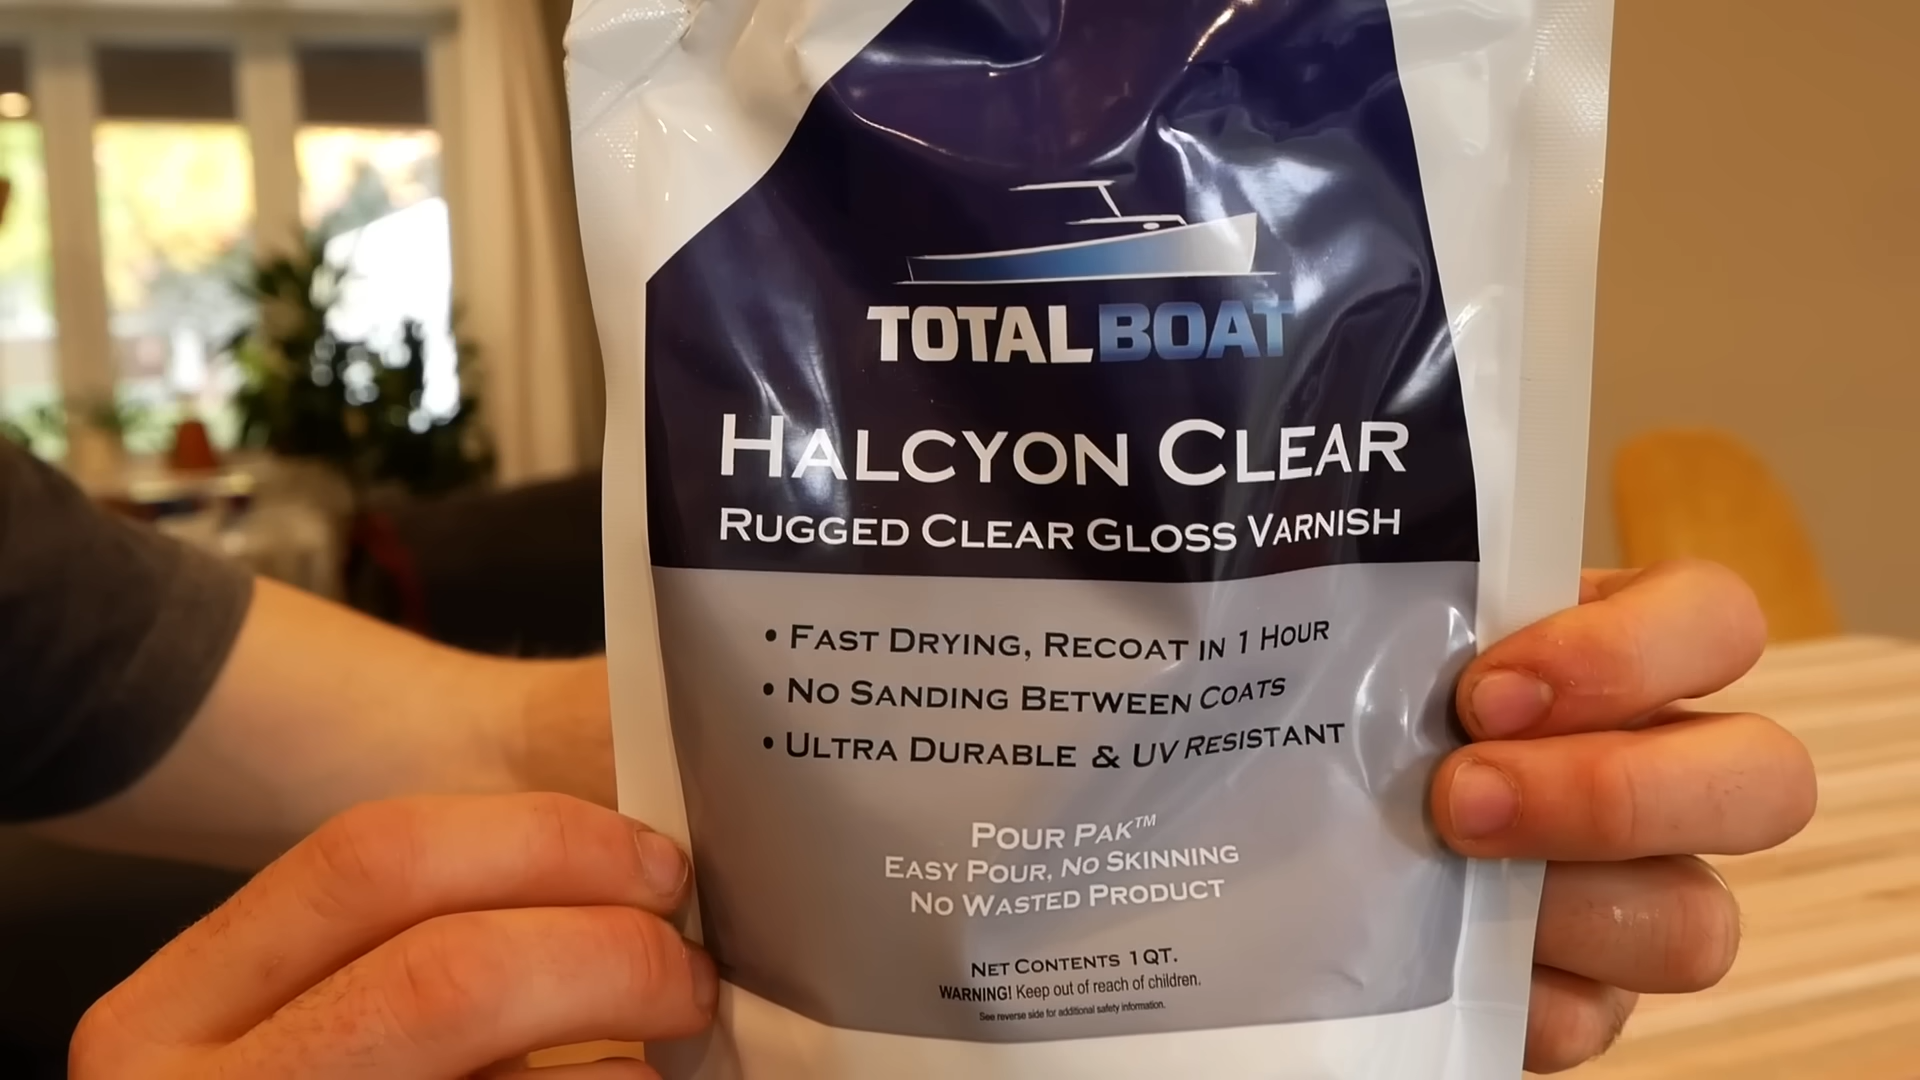 TOTALBOAT
HALCYON CLEAR
RUGGED CLEAR GLOSS VARNISH
• FAST DRYING, RECOAT IN 1 HOUR
• NO SANDING BETWEEN COATS
• ULTRA DURABLE & UV RESISTANT
POUR PAK™
EASY POUR, NO SKINNING
NO WASTED PRODUCT
NET CONTENTS 1 QT.
WARNING! Keep out of reach of children.
See reverse side for additional safety information.